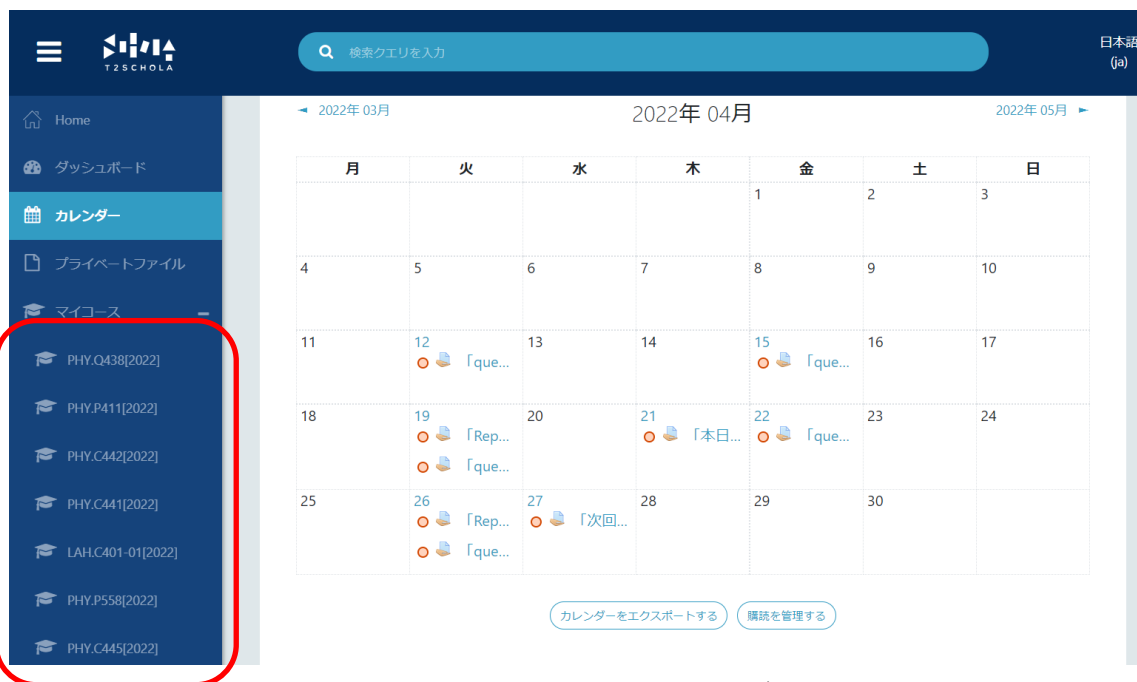 T2SCHOLA
検索クエリを入力
日本語
(ja)
Home
ダッシュボード
カレンダー
プライベートファイル
マイコース
PHY.Q438[2022]
PHY.P411[2022]
PHY.C442[2022]
PHY.C441[2022]
LAH.C401-01[2022]
PHY.P558[2022]
PHY.C445[2022]
◄ 2022年 03月 2022年 04月 2022年 05月 ►
月 火 水 木 金 土 日
1 2 3
4 5 6 7 8 9 10
11 12 13 14 15 16 17
「que... 「que...
18 19 20 21 22 23 24
「Rep... 「本日... 「que...
「que...
25 26 27 28 29 30
「Rep... 「次回...
「que...
カレンダーをエクスポートする 購読を管理する